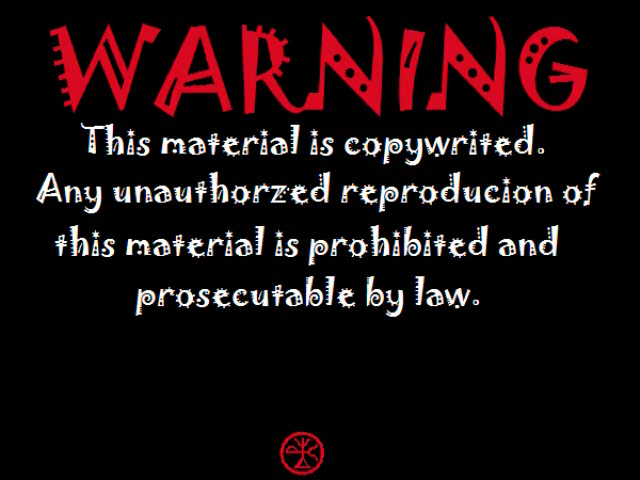 WARNING
This material is copywrited.
Any unauthorzed reproducion of
this material is prohibited and
prosecutable by law.